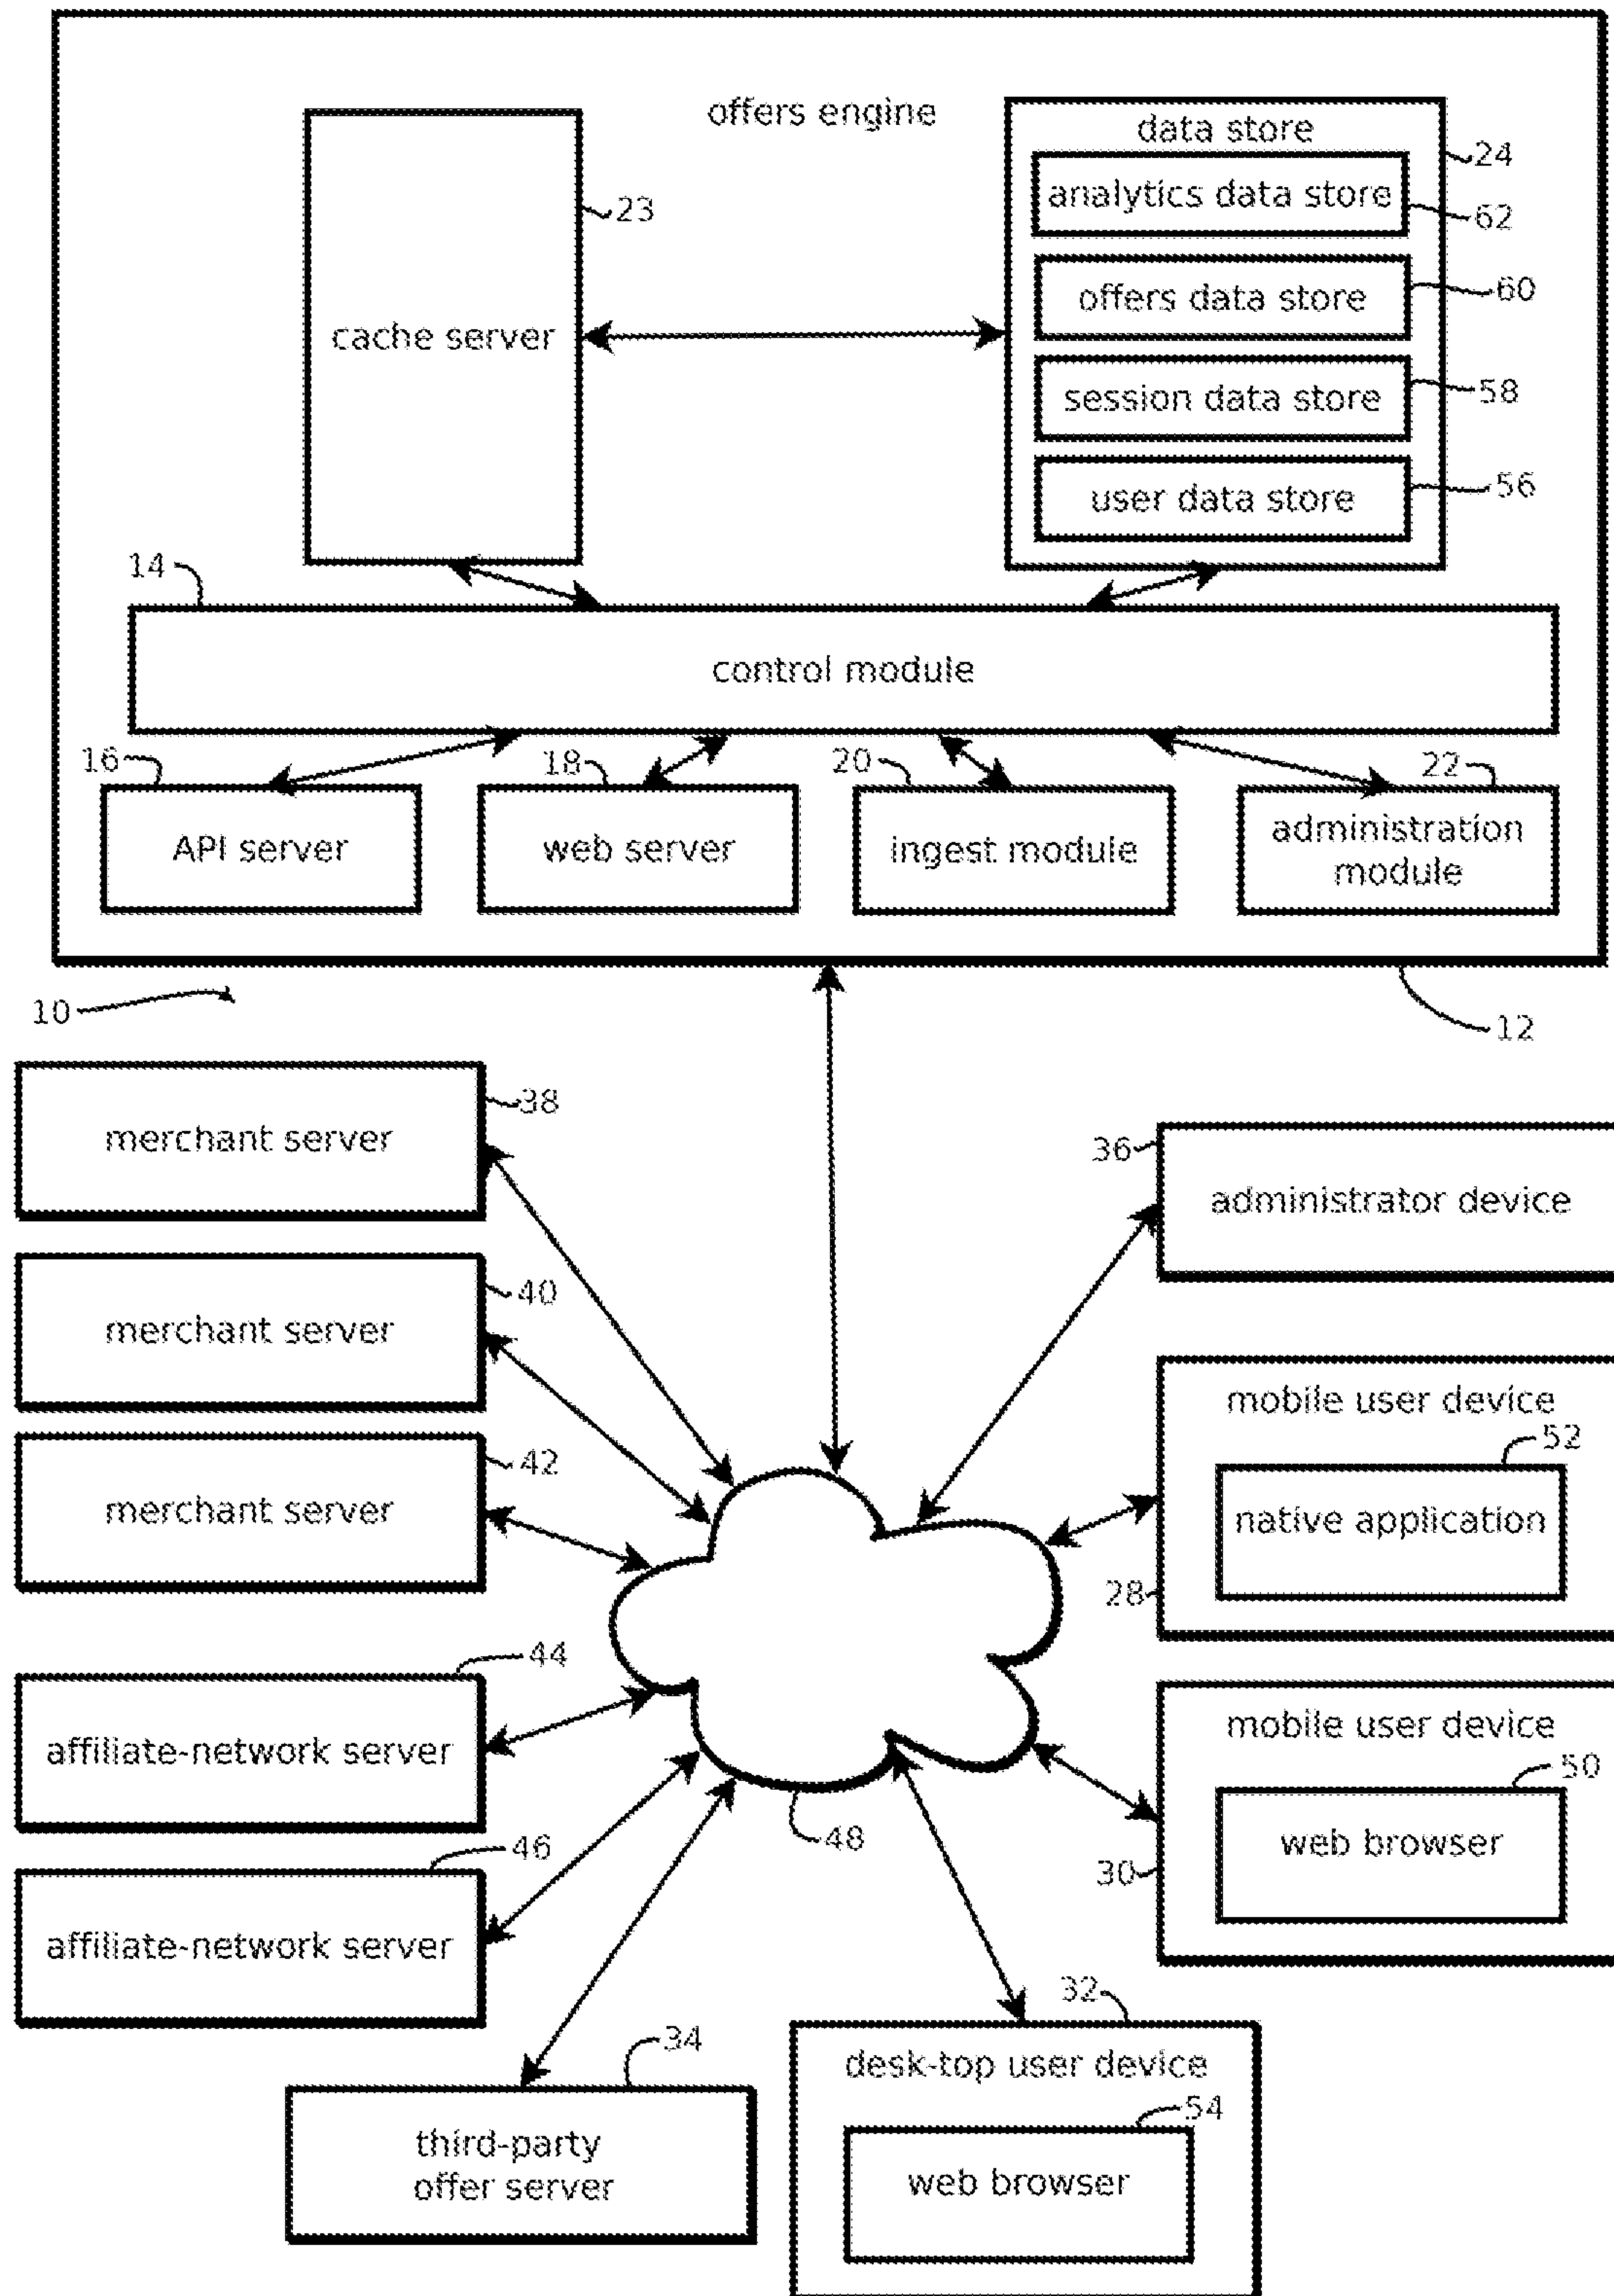 offers engine
data store
24
analytics data store
62
23
offers data store
60
cache server
session data store
58
user data store
56
14
control module
16
18
20
22
API server
web server
ingest module
administration
module
10
12
38
merchant server
36
administrator device
40
merchant server
mobile user device
52
42
merchant server
native application
28
44
mobile user device
affiliate-network server
50
48
web browser
46
30
affiliate-network server
32
34
desk-top user device
54
third-party
offer server
web browser